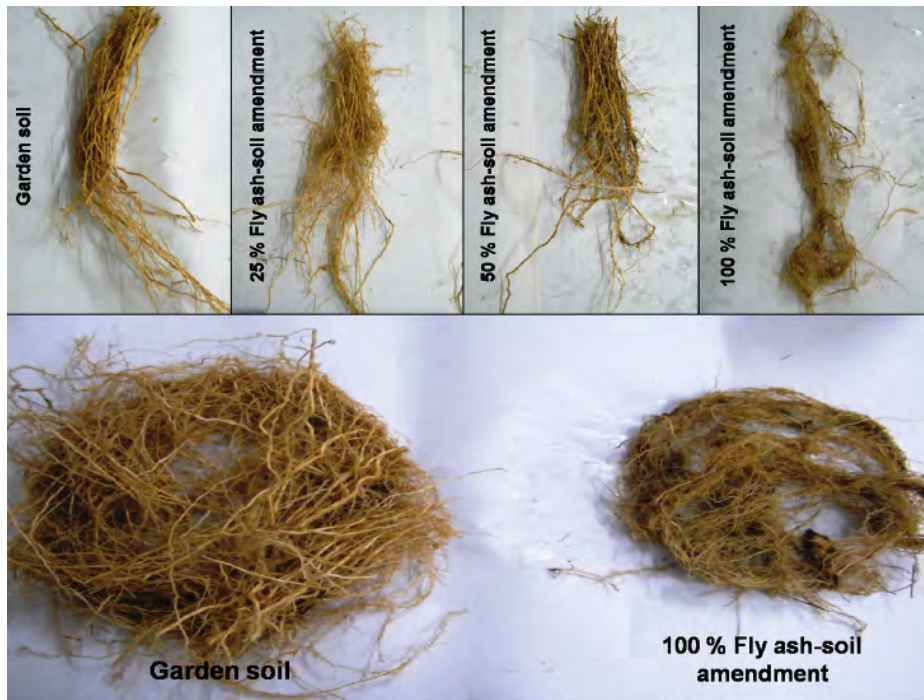 Garden soil
25 % Fly ash-soil amendment
50 % Fly ash-soil amendment
100 % Fly ash-soil amendment
Garden soil
100 % Fly ash-soil
amendment